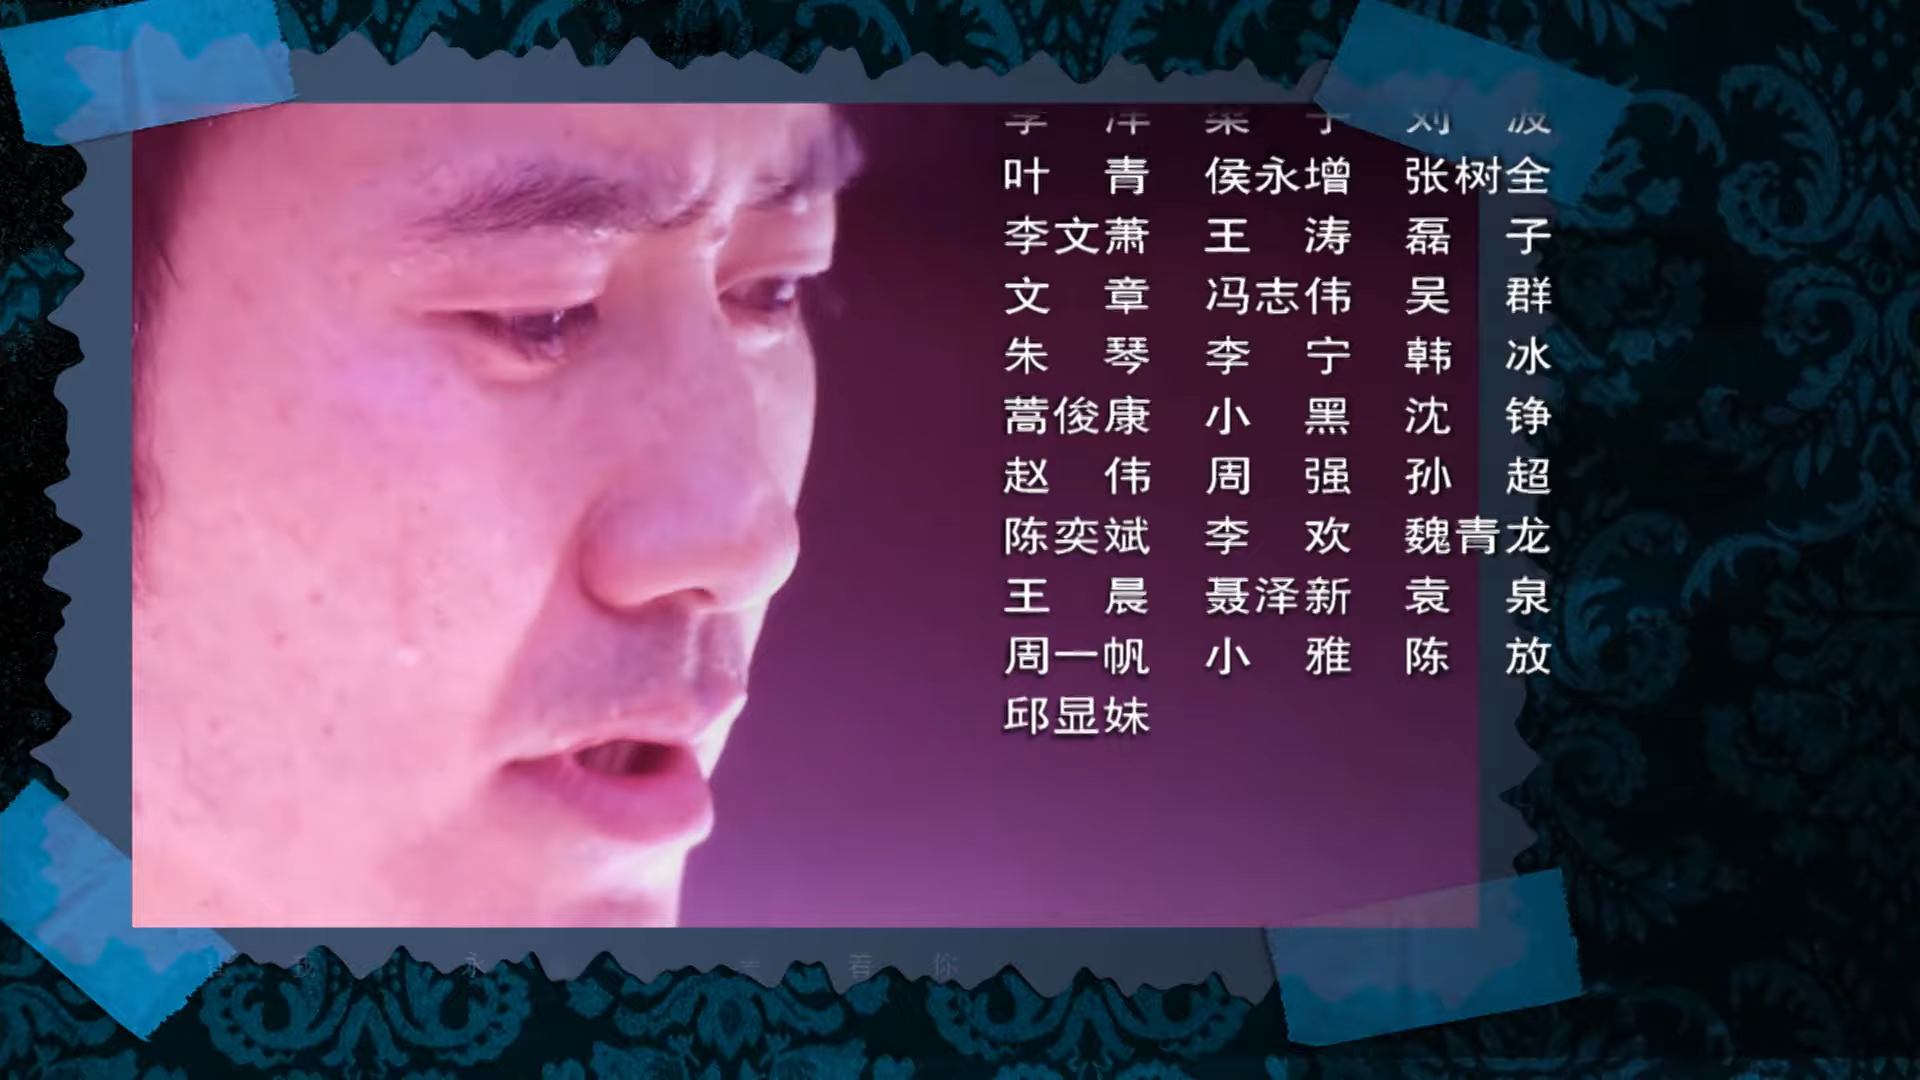 叶　青　侯永增　张树全
李文萧　王　涛　磊　子
文　章　冯志伟　吴　群
朱　琴　李　宁　韩　冰
蒿俊康　小　黑　沈　铮
赵　伟　周　强　孙　超
陈奕斌　李　欢　魏青龙
王　晨　聂泽新　袁　泉
周一帆　小　雅　陈　放
邱显妹